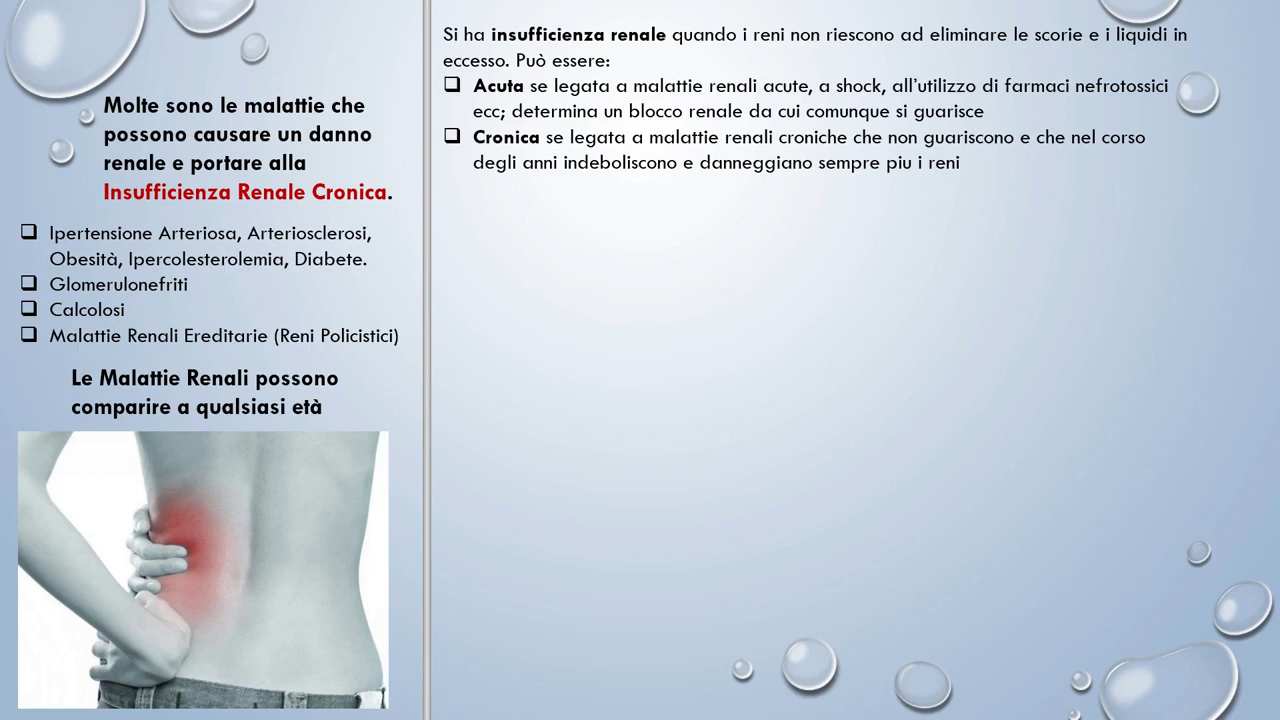 Molte sono le malattie che
possono causare un danno
renale e portare alla
Insufficienza Renale Cronica.
❑ Ipertensione Arteriosa, Arteriosclerosi,
Obesità, Ipercolesterolemia, Diabete.
❑ Glomerulonefriti
❑ Calcolosi
❑ Malattie Renali Ereditarie (Reni Policistici)
Le Malattie Renali possono
comparire a qualsiasi età
Si ha insufficienza renale quando i reni non riescono ad eliminare le scorie e i liquidi in
eccesso. Può essere:
❑ Acuta se legata a malattie renali acute, a shock, all’utilizzo di farmaci nefrotossici
ecc; determina un blocco renale da cui comunque si guarisce
❑ Cronica se legata a malattie renali croniche che non guariscono e che nel corso
degli anni indeboliscono e danneggiano sempre piu i reni